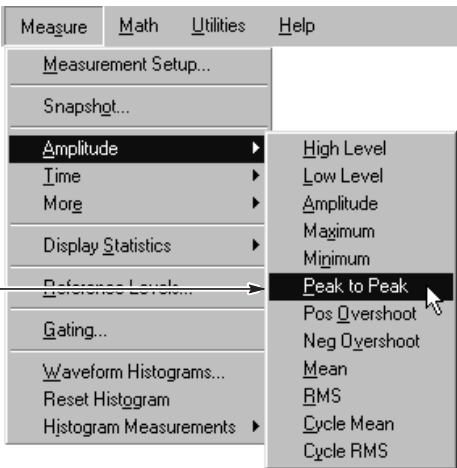 Measure Math Utilities Help
Measurement Setup...
Snapshot...
Amplitude
Time
More
Display Statistics
Reference Levels...
Gating...
Waveform Histograms...
Reset Histogram
Histogram Measurements
High Level
Low Level
Amplitude
Maximum
Minimum
Peak to Peak
Pos Overshoot
Neg Overshoot
Mean
RMS
Cycle Mean
Cycle RMS